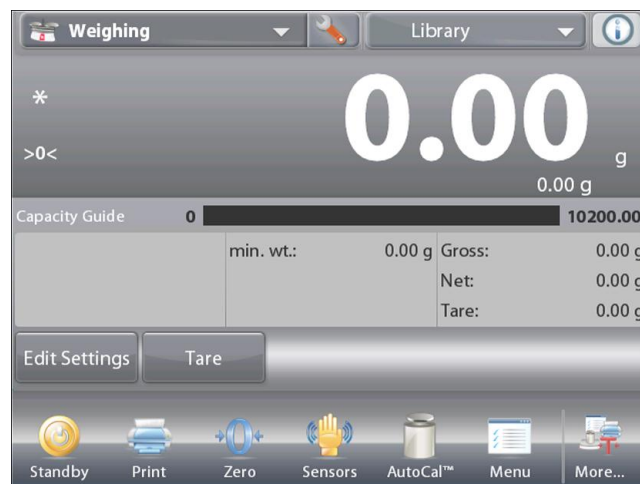 Weighing Library
*
>0<
0.00 g
0.00 g
Capacity Guide 0 10200.00
min. wt.: 0.00 g Gross: 0.00 g
Net: 0.00 g
Tare: 0.00 g
Edit Settings Tare
Standby Print Zero Sensors AutoCal™ Menu More...